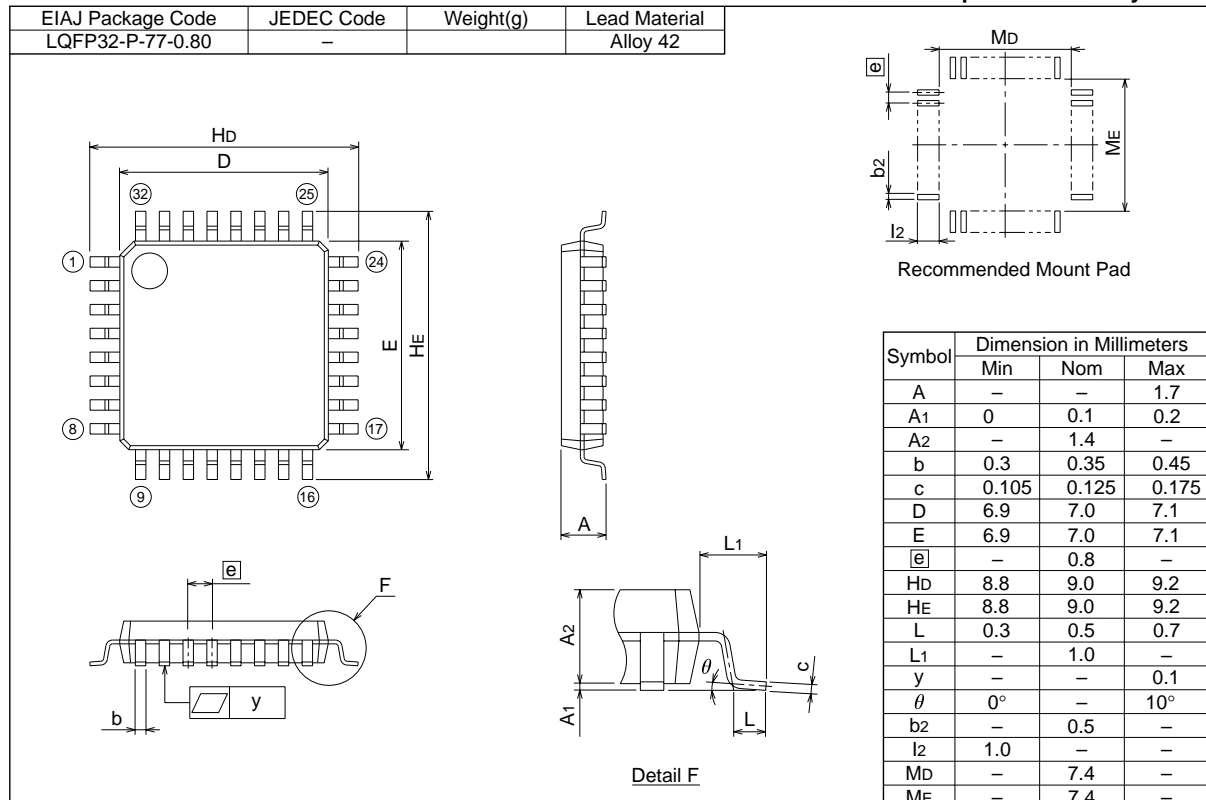 EIAJ Package Code JEDEC Code Weight(g) Lead Material
LQFP32-P-77-0.80 – Alloy 42
MD
e
ME
b2
I2
Recommended Mount Pad
HD
D
32 25
1 24
E
HE
8 17
9 16
A
e
F
b
y
L1
A2
A1
θ
c
L
Detail F
Symbol Dimension in Millimeters
Min Nom Max
A – – 1.7
A1 0 0.1 0.2
A2 – 1.4 –
b 0.3 0.35 0.45
c 0.105 0.125 0.175
D 6.9 7.0 7.1
E 6.9 7.0 7.1
e – 0.8 –
HD 8.8 9.0 9.2
HE 8.8 9.0 9.2
L 0.3 0.5 0.7
L1 – 1.0 –
y – – 0.1
θ 0° – 10°
b2 – 0.5 –
I2 1.0 – –
MD – 7.4 –
ME – 7.4 –